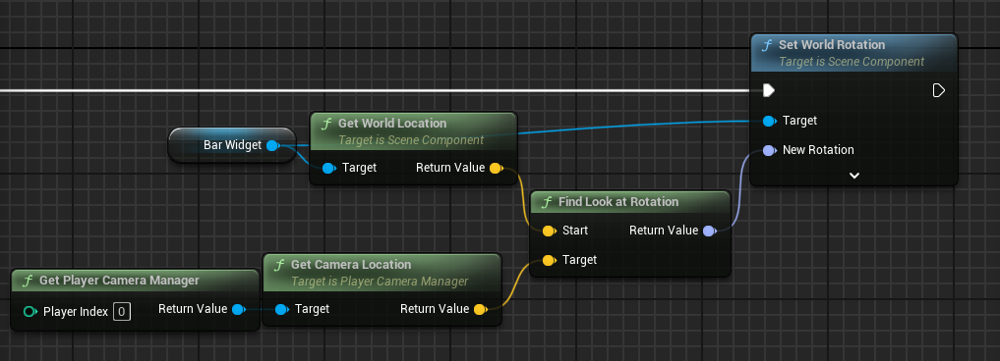 Set World Rotation
Target is Scene Component
Target
New Rotation
Get World Location
Target is Scene Component
Target Return Value
Bar Widget
Find Look at Rotation
Start Return Value
Target
Get Camera Location
Target is Player Camera Manager
Target Return Value
Get Player Camera Manager
Player Index 0 Return Value